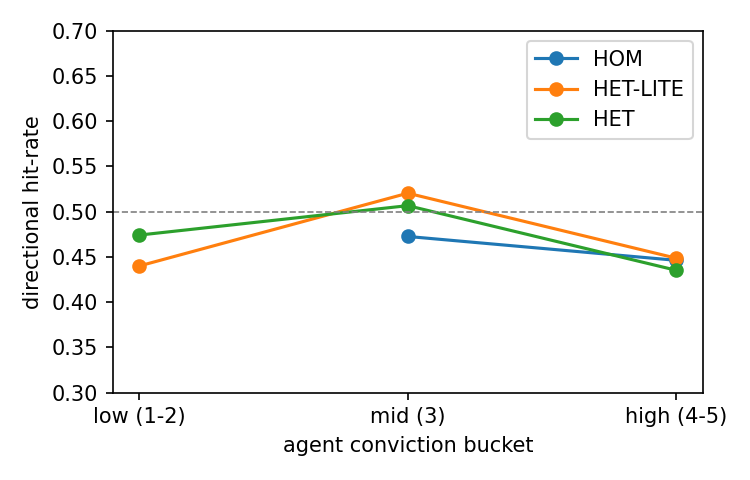 0.70
0.65
0.60
0.55
0.50
0.45
0.40
0.35
0.30
directional hit-rate
HOM
HET-LITE
HET
low (1-2)
mid (3)
high (4-5)
agent conviction bucket